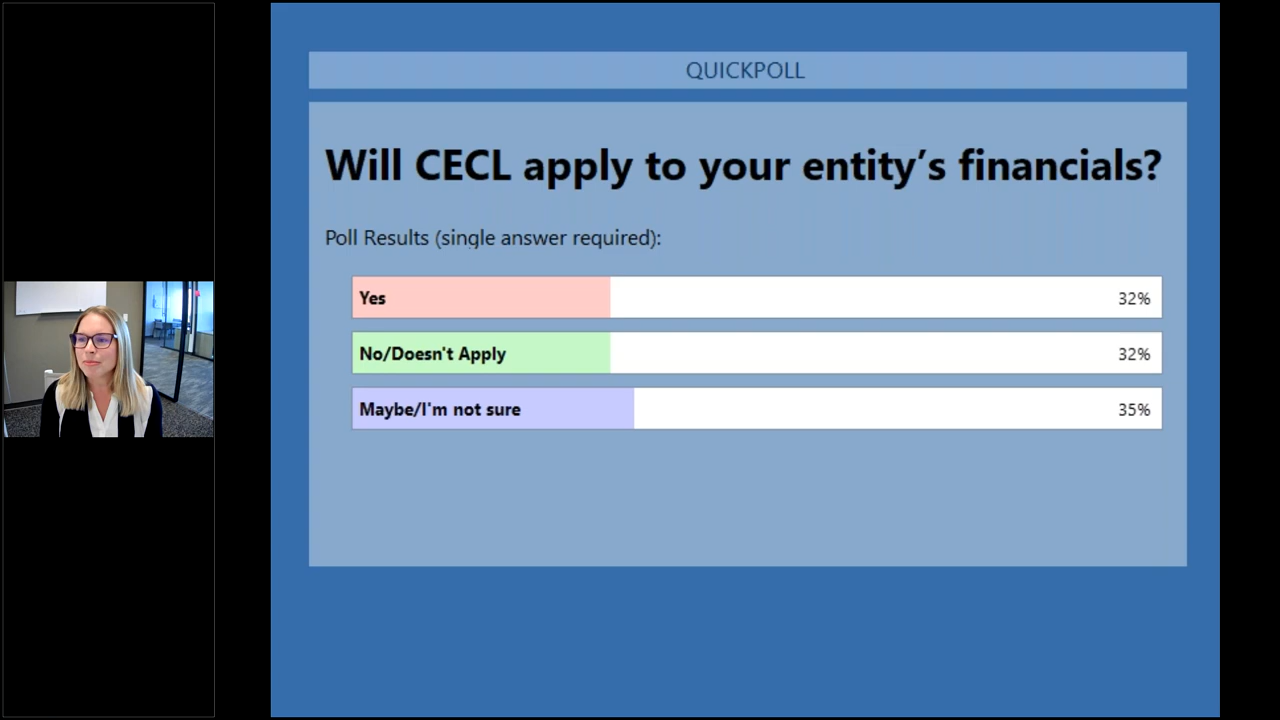 QUICKPOLL
Will CECL apply to your entity’s financials?
Poll Results (single answer required):
Yes 32%
No/Doesn't Apply 32%
Maybe/I'm not sure 35%